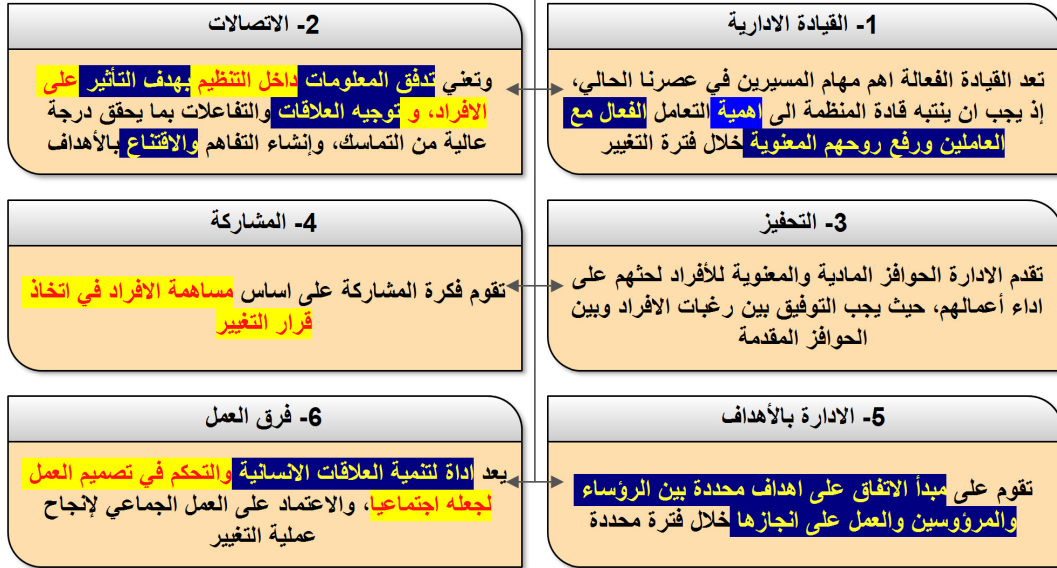 1- القيادة الادارية
تعد القيادة الفعالة اهم مهام المسيرين في عصرنا الحالي،
إذ يجب ان ينتبه قادة المنظمة الى اهمية التعامل الفعال مع
العاملين ورفع روحهم المعنوية خلال فترة التغيير
2- الاتصالات
وتعني تدفق المعلومات داخل التنظيم بهدف التأثير على
الافراد، و توجيه العلاقات والتفاعلات بما يحقق درجة
عالية من التماسك، وإنشاء التفاهم والاقتناع بالأهداف
3- التحفيز
تقدم الادارة الحوافز المادية والمعنوية للأفراد لحثهم على
اداء أعمالهم، حيث يجب التوفيق بين رغبات الافراد وبين
الحوافز المقدمة
4- المشاركة
تقوم فكرة المشاركة على اساس مساهمة الافراد في اتخاذ
قرار التغيير
5- الادارة بالأهداف
تقوم على مبدأ الاتفاق على اهداف محددة بين الرؤساء
والمرؤوسين والعمل على انجازها خلال فترة محددة
6- فرق العمل
يعد اداة لتنمية العلاقات الانسانية والتحكم في تصميم العمل
لجعله اجتماعيا، والاعتماد على العمل الجماعي لإنجاح
عملية التغيير